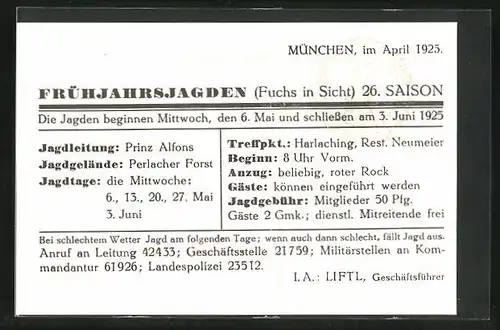 MÜNCHEN, im April 1925.
FRÜHJAHRSJAGDEN (Fuchs in Sicht) 26. SAISON
Die Jagden beginnen Mittwoch, den 6. Mai und schließen am 3. Juni 1925
Jagdleitung: Prinz Alfons
Jagdgelände: Perlacher Forst
Jagdtage: die Mittwoche:
6., 13., 20., 27. Mai
3. Juni
Treffpkt.: Harlaching, Rest. Neumeier
Beginn: 8 Uhr Vorm.
Anzug: beliebig, roter Rock
Gäste: können eingeführt werden
Jagdgebühr: Mitglieder 50 Pfg.
Gäste 2 Gmk.; dienstl. Mitreitende frei
Bei schlechtem Wetter Jagd am folgenden Tage; wenn auch dann schlecht, fällt Jagd aus.
Anruf an Leitung 42433; Geschäftsstelle 21759; Militärstellen an Kom-
mandantur 61926; Landespolizei 23512.
I. A.: LIFTL, Geschäftsführer